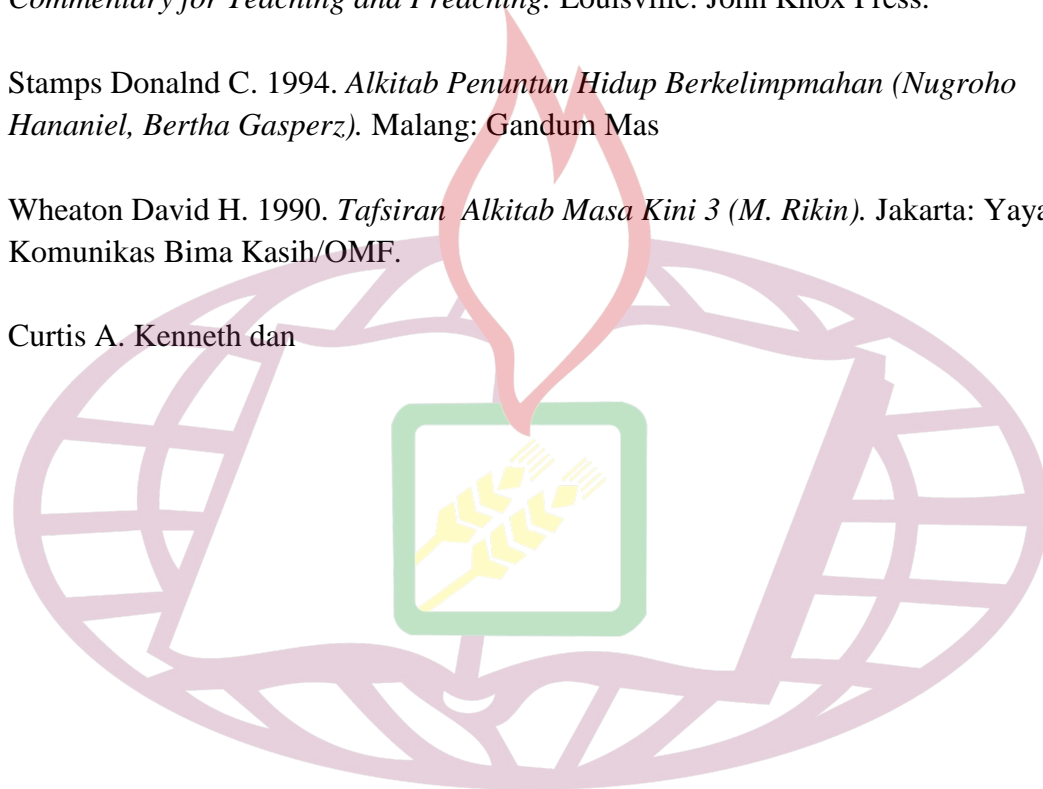 Commentary for Teaching and Preaching. Louisville: John Knox Press.
Stamps Donalnd C. 1994. Alkitab Penuntun Hidup Berkelimpmahan (Nugroho
Hananiel, Bertha Gasperz). Malang: Gandum Mas
Wheaton David H. 1990. Tafsiran Alkitab Masa Kini 3 (M. Rikin). Jakarta: Yaya
Komunikas Bima Kasih/OMF.
Curtis A. Kenneth dan